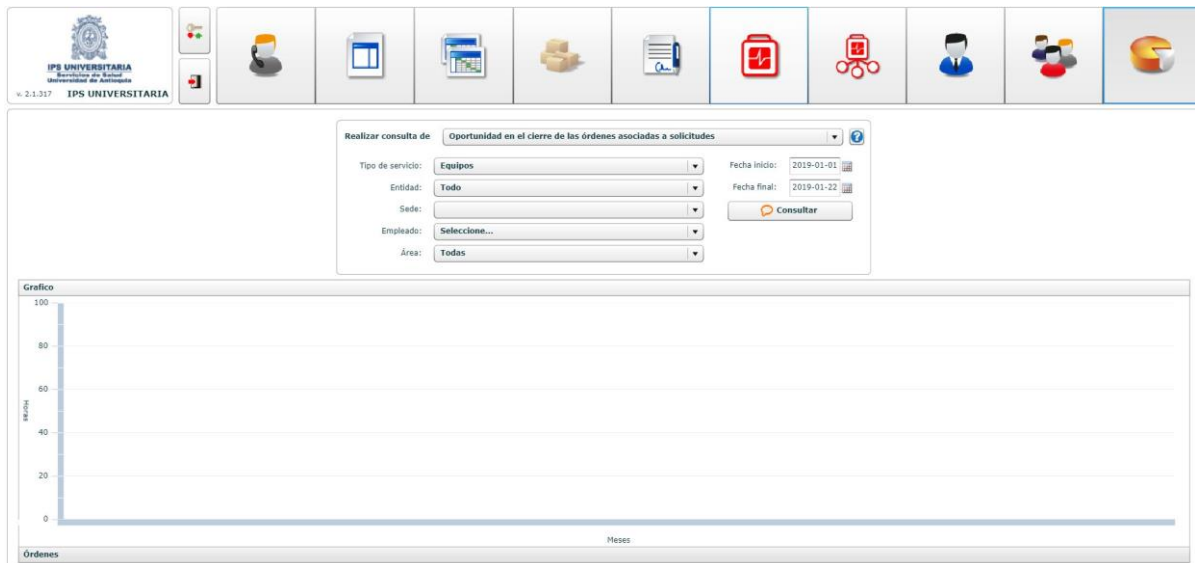 IPS UNIVERSITARIA
Servicios de Salud
Universidad de Antioquia
v. 2.1.317 IPS UNIVERSITARIA
Realizar consulta de Oportunidad en el cierre de las órdenes asociadas a solicitudes
Tipo de servicio: Equipos Fecha inicio: 2019-01-01
Entidad: Todo Fecha final: 2019-01-22
Sede: Consultar
Empleado: Seleccione...
Área: Todas
Grafico
100
80
60
Horas
40
20
0
Meses
Órdenes